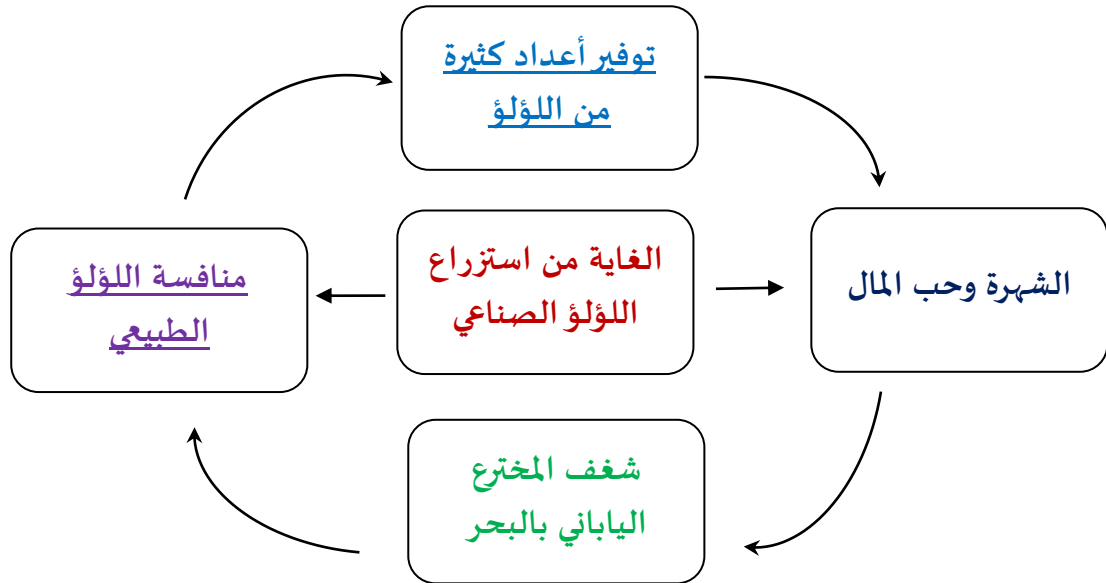 توفير أعداد كثيرة
من اللؤلؤ
الشهرة وحب المال
الغاية من استزراع
اللؤلؤ الصناعي
منافسة اللؤلؤ
الطبيعي
شغف المخترع
الياباني بالبحر